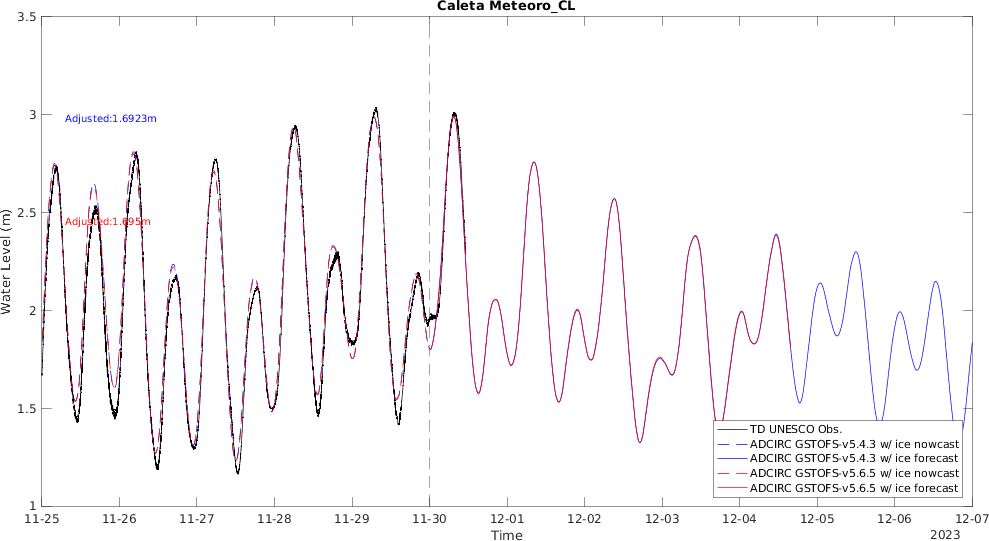 Caleta Meteoro_CL
3.5
3
2.5
2
1.5
1
Water Level (m)
Adjusted:1.6923m
Adjusted:1.695m
TD UNESCO Obs.
ADCIRC GSTOFS-v5.4.3 w/ ice nowcast
ADCIRC GSTOFS-v5.4.3 w/ ice forecast
ADCIRC GSTOFS-v5.6.5 w/ ice nowcast
ADCIRC GSTOFS-v5.6.5 w/ ice forecast
11-25 11-26 11-27 11-28 11-29 11-30 12-01 12-02 12-03 12-04 12-05 12-06 12-07
Time
2023